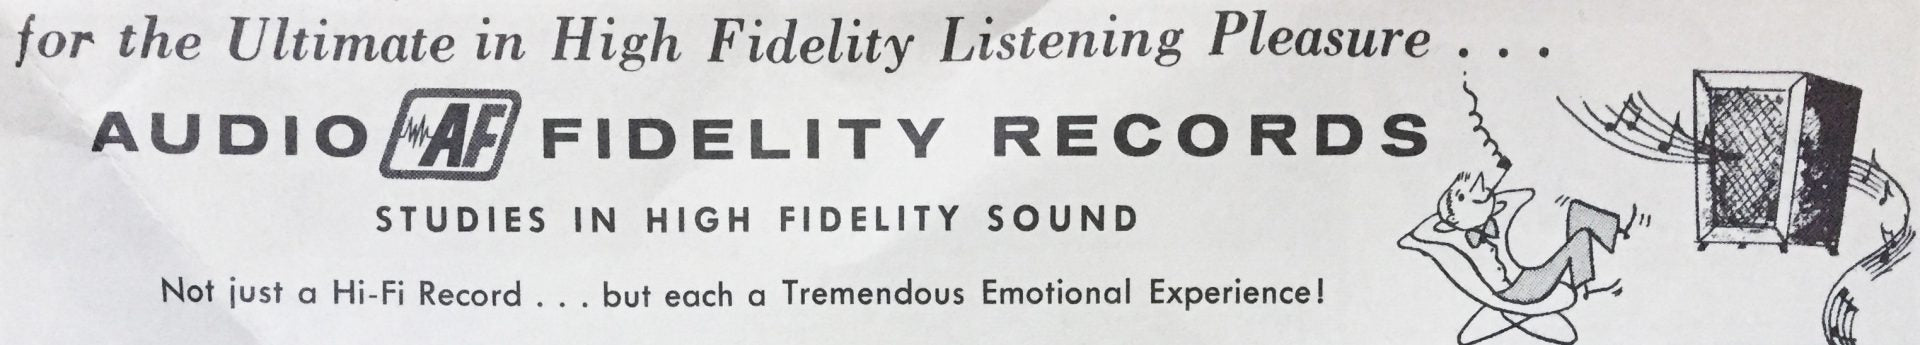 for the Ultimate in High Fidelity Listening Pleasure . . .
AUDIO AF FIDELITY RECORDS
STUDIES IN HIGH FIDELITY SOUND
Not just a Hi-Fi Record . . . but each a Tremendous Emotional Experience!